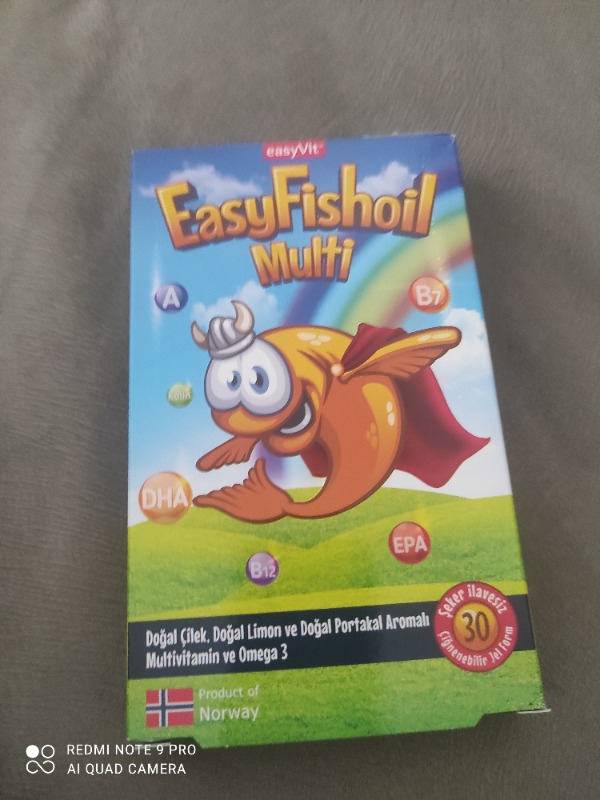 easyVit
EasyFishoil
Multi
A
B7
Kolin
DHA
EPA
B12
Doğal Çilek, Doğal Limon ve Doğal Portakal Aromalı
Multivitamin ve Omega 3
Şeker ilavesiz
30
Çiğnenebilir Jel Form
Product of
Norway
REDMI NOTE 9 PRO
AI QUAD CAMERA